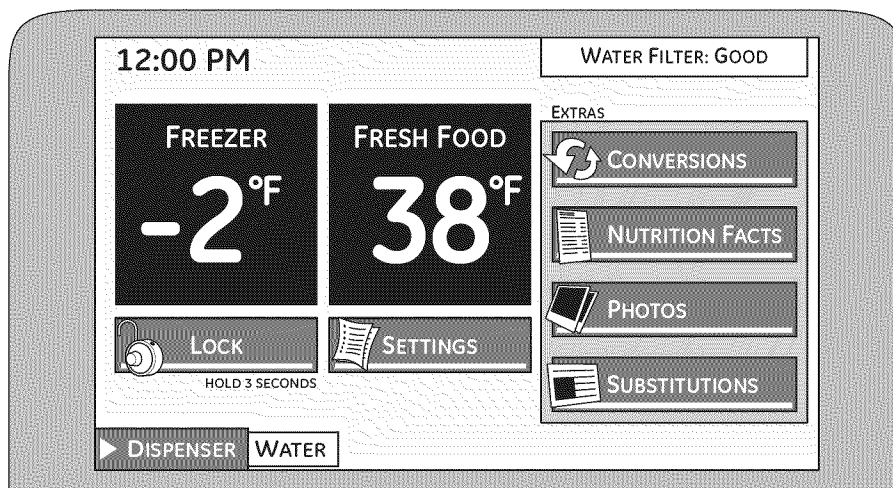 12:00 PM
WATER FILTER: GOOD
FREEZER
-2°F
FRESH FOOD
38°F
EXTRAS
CONVERSIONS
NUTRITION FACTS
PHOTOS
SUBSTITUTIONS
LOCK
HOLD 3 SECONDS
SETTINGS
DISPENSER
WATER